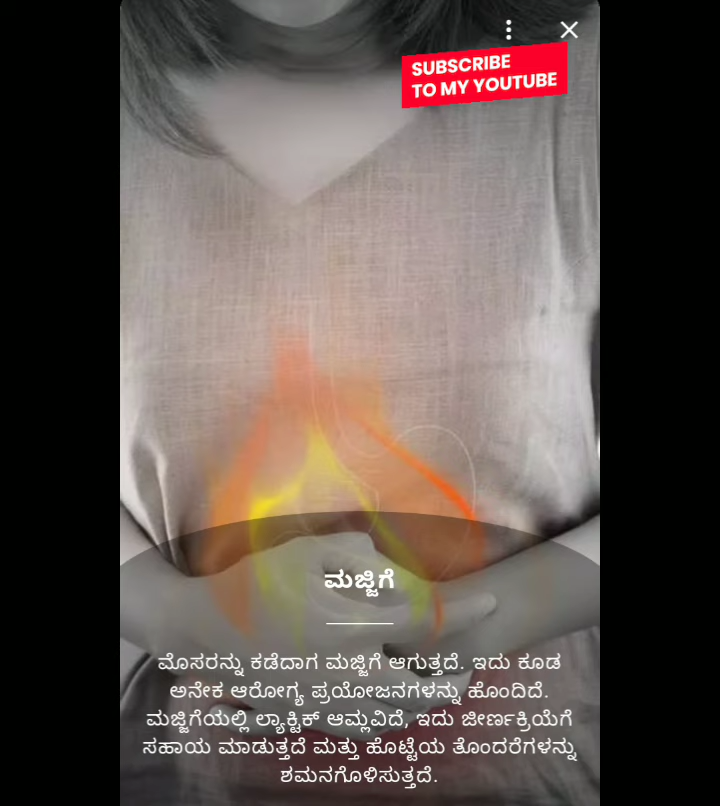 SUBSCRIBE
TO MY YOUTUBE
ಮಜ್ಜಿಗೆ
ಮೊಸರನ್ನು ಕಡೆದಾಗ ಮಜ್ಜಿಗೆ ಆಗುತ್ತದೆ. ಇದು ಕೂಡ
ಅನೇಕ ಆರೋಗ್ಯ ಪ್ರಯೋಜನಗಳನ್ನು ಹೊಂದಿದೆ.
ಮಜ್ಜಿಗೆಯಲ್ಲಿ ಲ್ಯಾಕ್ಟಿಕ್ ಆಮ್ಲವಿದೆ, ಇದು ಜೀರ್ಣಕ್ರಿಯೆಗೆ
ಸಹಾಯ ಮಾಡುತ್ತದೆ ಮತ್ತು ಹೊಟ್ಟೆಯ ತೊಂದರೆಗಳನ್ನು
ಶಮನಗೊಳಿಸುತ್ತದೆ.